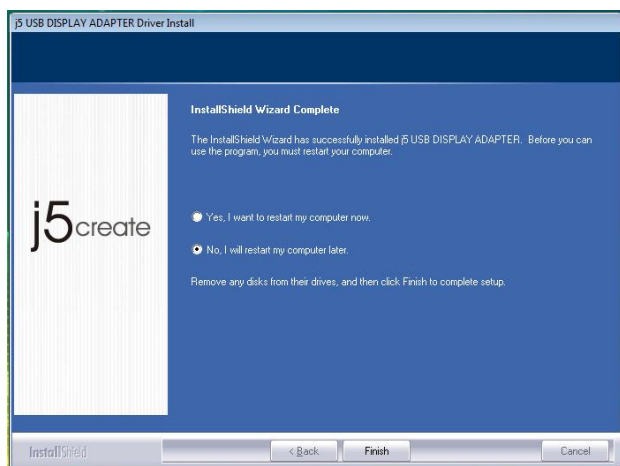 j5 USB DISPLAY ADAPTER Driver Install
InstallShield Wizard Complete
The InstallShield Wizard has successfully installed j5 USB DISPLAY ADAPTER. Before you can
use the program, you must restart your computer.
j5create
Yes, I want to restart my computer now.
No, I will restart my computer later.
Remove any disks from their drives, and then click Finish to complete setup.
InstallShield
< Back
Finish
Cancel